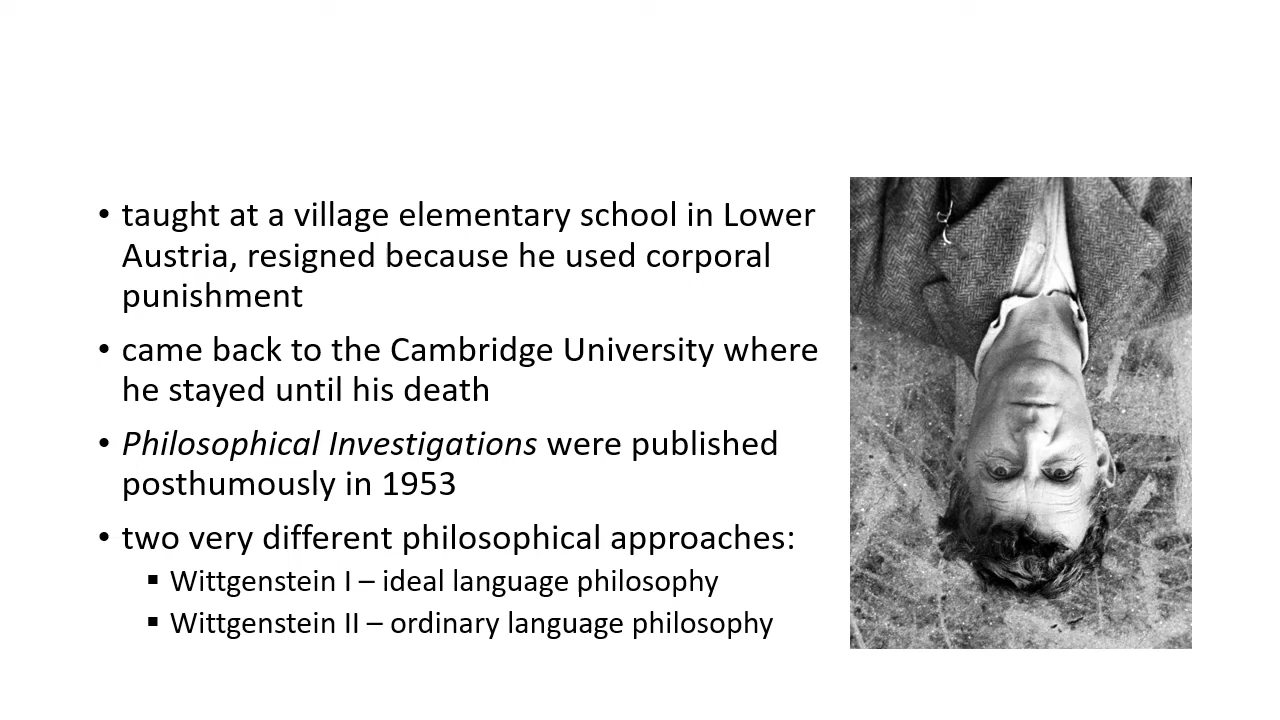 • taught at a village elementary school in Lower
Austria, resigned because he used corporal
punishment
• came back to the Cambridge University where
he stayed until his death
• Philosophical Investigations were published
posthumously in 1953
• two very different philosophical approaches:
▪ Wittgenstein I – ideal language philosophy
▪ Wittgenstein II – ordinary language philosophy